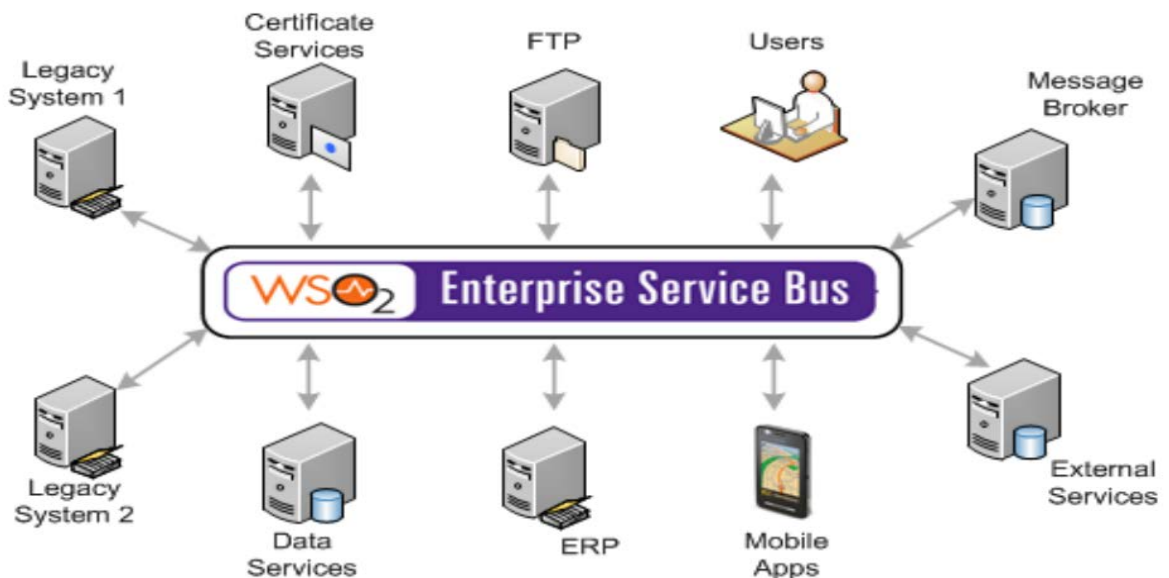 Certificate
Services
FTP
Users
Legacy
System 1
Message
Broker
WSO2 Enterprise Service Bus
Legacy
System 2
Data
Services
ERP
Mobile
Apps
External
Services